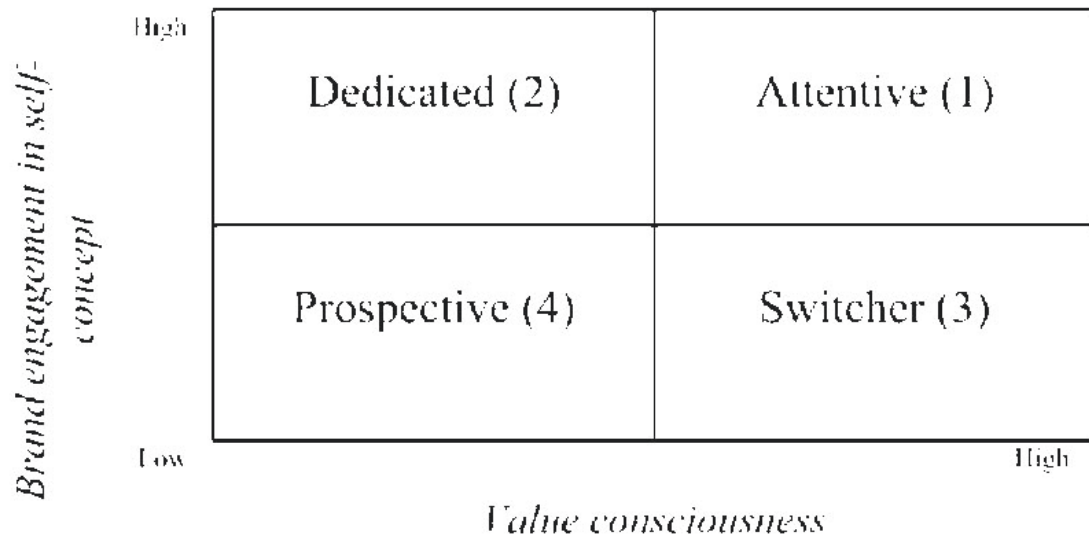 Brand engagement in self-
concept
High
Dedicated (2)
Attentive (1)
Prospective (4)
Switcher (3)
Low
High
Value consciousness